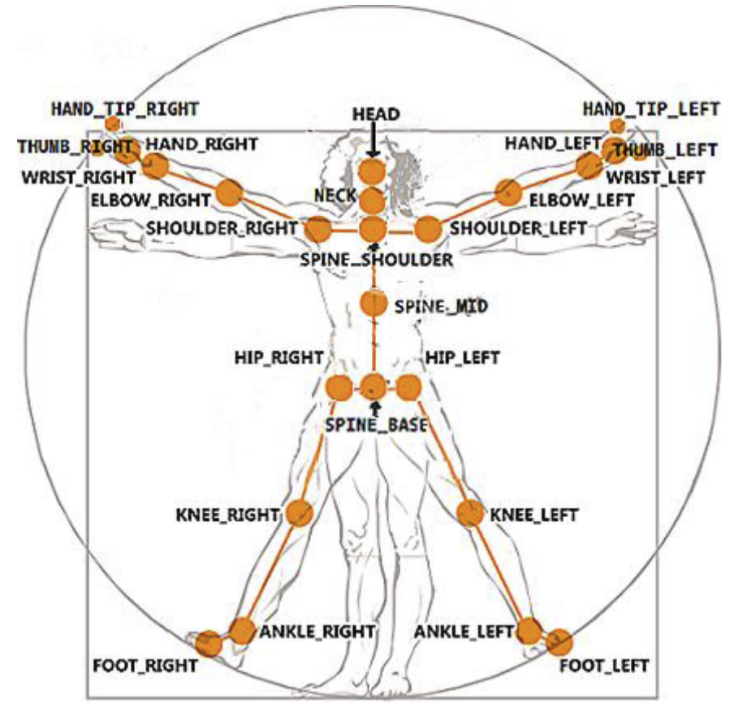 HAND_TIP_RIGHT
HEAD
HAND_TIP_LEFT
THUMB_RIGHT
HAND_RIGHT
HAND_LEFT
THUMB_LEFT
WRIST_RIGHT
WRIST_LEFT
NECK
ELBOW_RIGHT
ELBOW_LEFT
SHOULDER_RIGHT
SHOULDER_LEFT
SPINE_SHOULDER
SPINE_MID
HIP_RIGHT
HIP_LEFT
SPINE_BASE
KNEE_RIGHT
KNEE_LEFT
ANKLE_RIGHT
ANKLE_LEFT
FOOT_RIGHT
FOOT_LEFT